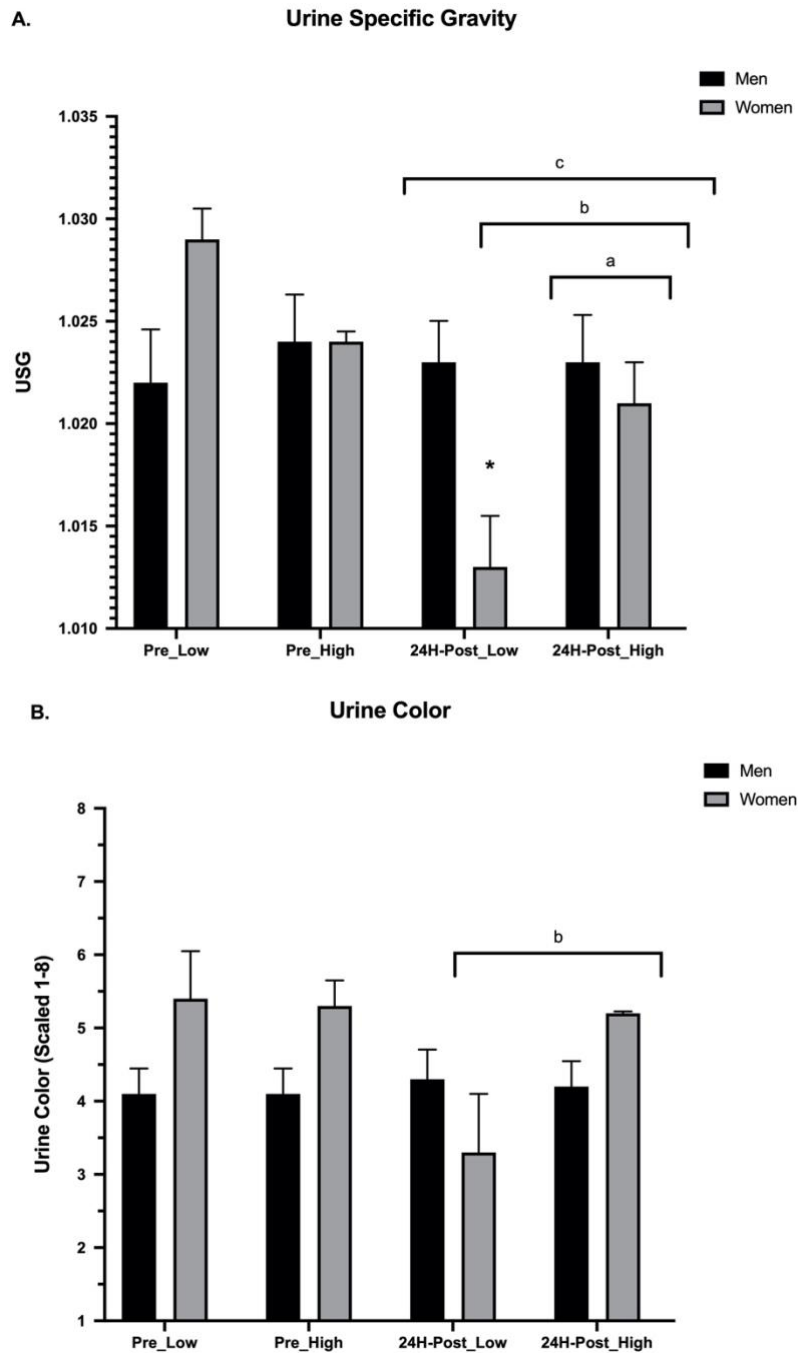 A.
Urine Specific Gravity
Men
Women
1.035
1.030
1.025
1.020
1.015
1.010
USG
c
b
a
*
Pre_Low
Pre_High
24H-Post_Low
24H-Post_High
B.
Urine Color
Men
Women
8
7
6
5
4
3
2
1
Urine Color (Scaled 1-8)
b
Pre_Low
Pre_High
24H-Post_Low
24H-Post_High